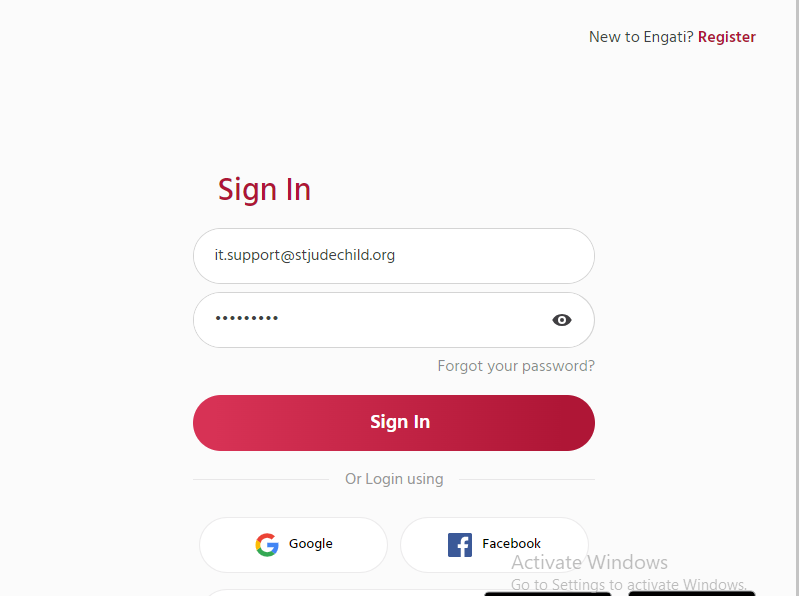 New to Engati? Register
Sign In
it.support@stjudechild.org
•••••••••
Forgot your password?
Sign In
Or Login using
Google
Facebook
Activate Windows
Go to Settings to activate Windows.